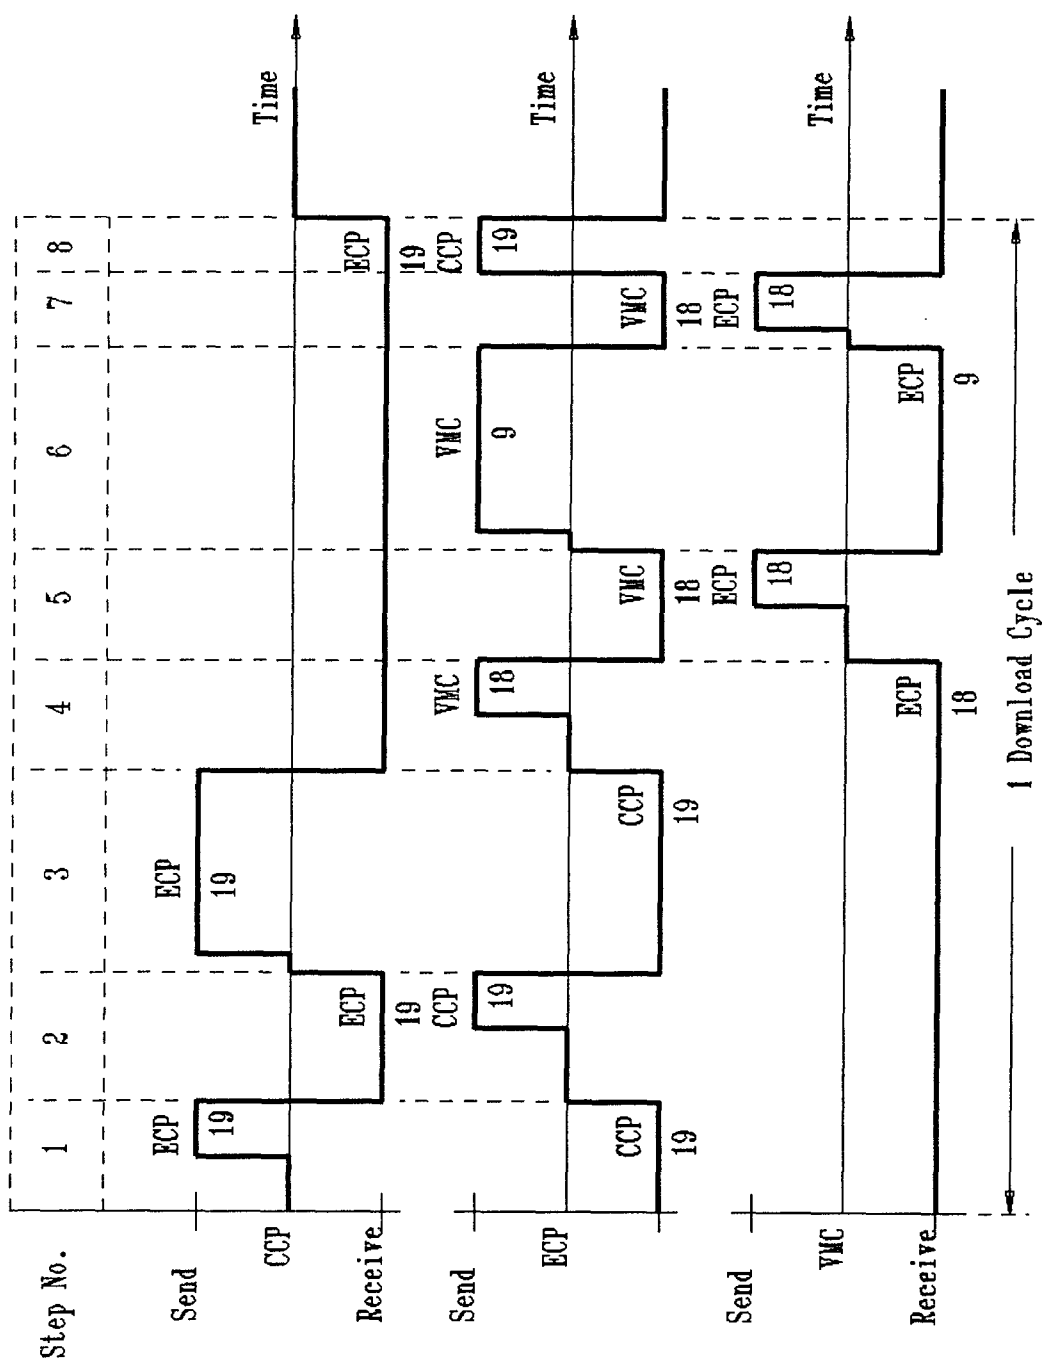 Step No.
1
2
3
4
5
6
7
8
Send
CCP
Receive
ECP
19
ECP
19
ECP
19
ECP
19
Time
Send
ECP
CCP
19
CCP
19
CCP
19
VMC
18
VMC
18
VMC
9
VMC
18
CCP
19
Time
Send
VMC
Receive
ECP
18
ECP
18
ECP
9
ECP
18
Time
1 Download Cycle